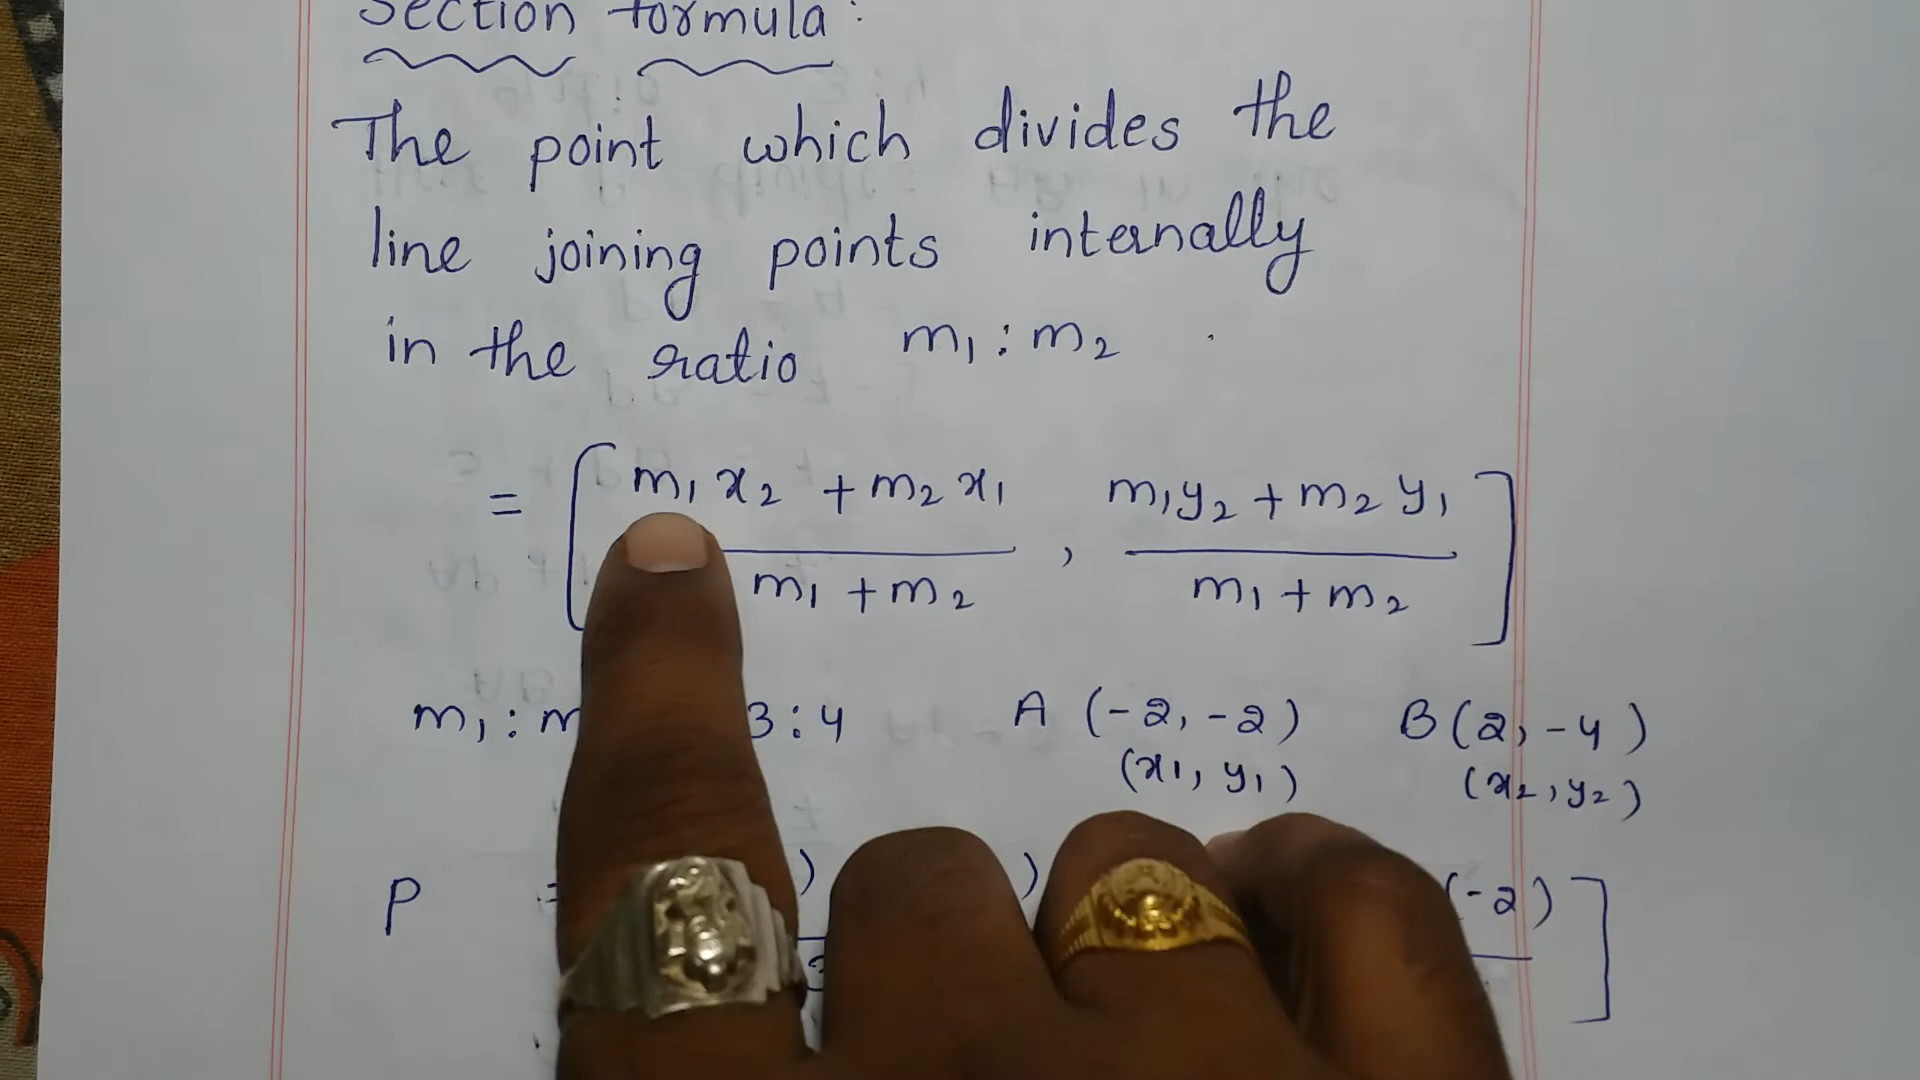 Section formula:
The point which divides the
line joining points internally
in the ratio m₁ : m₂
= [ (m₁x₂ + m₂x₁) / (m₁ + m₂) , (m₁y₂ + m₂y₁) / (m₁ + m₂) ]
m₁ : m 3 : 4 A (-2, -2) B (2, -4)
(x₁, y₁) (x₂, y₂)
P = ) ) (-2) ]